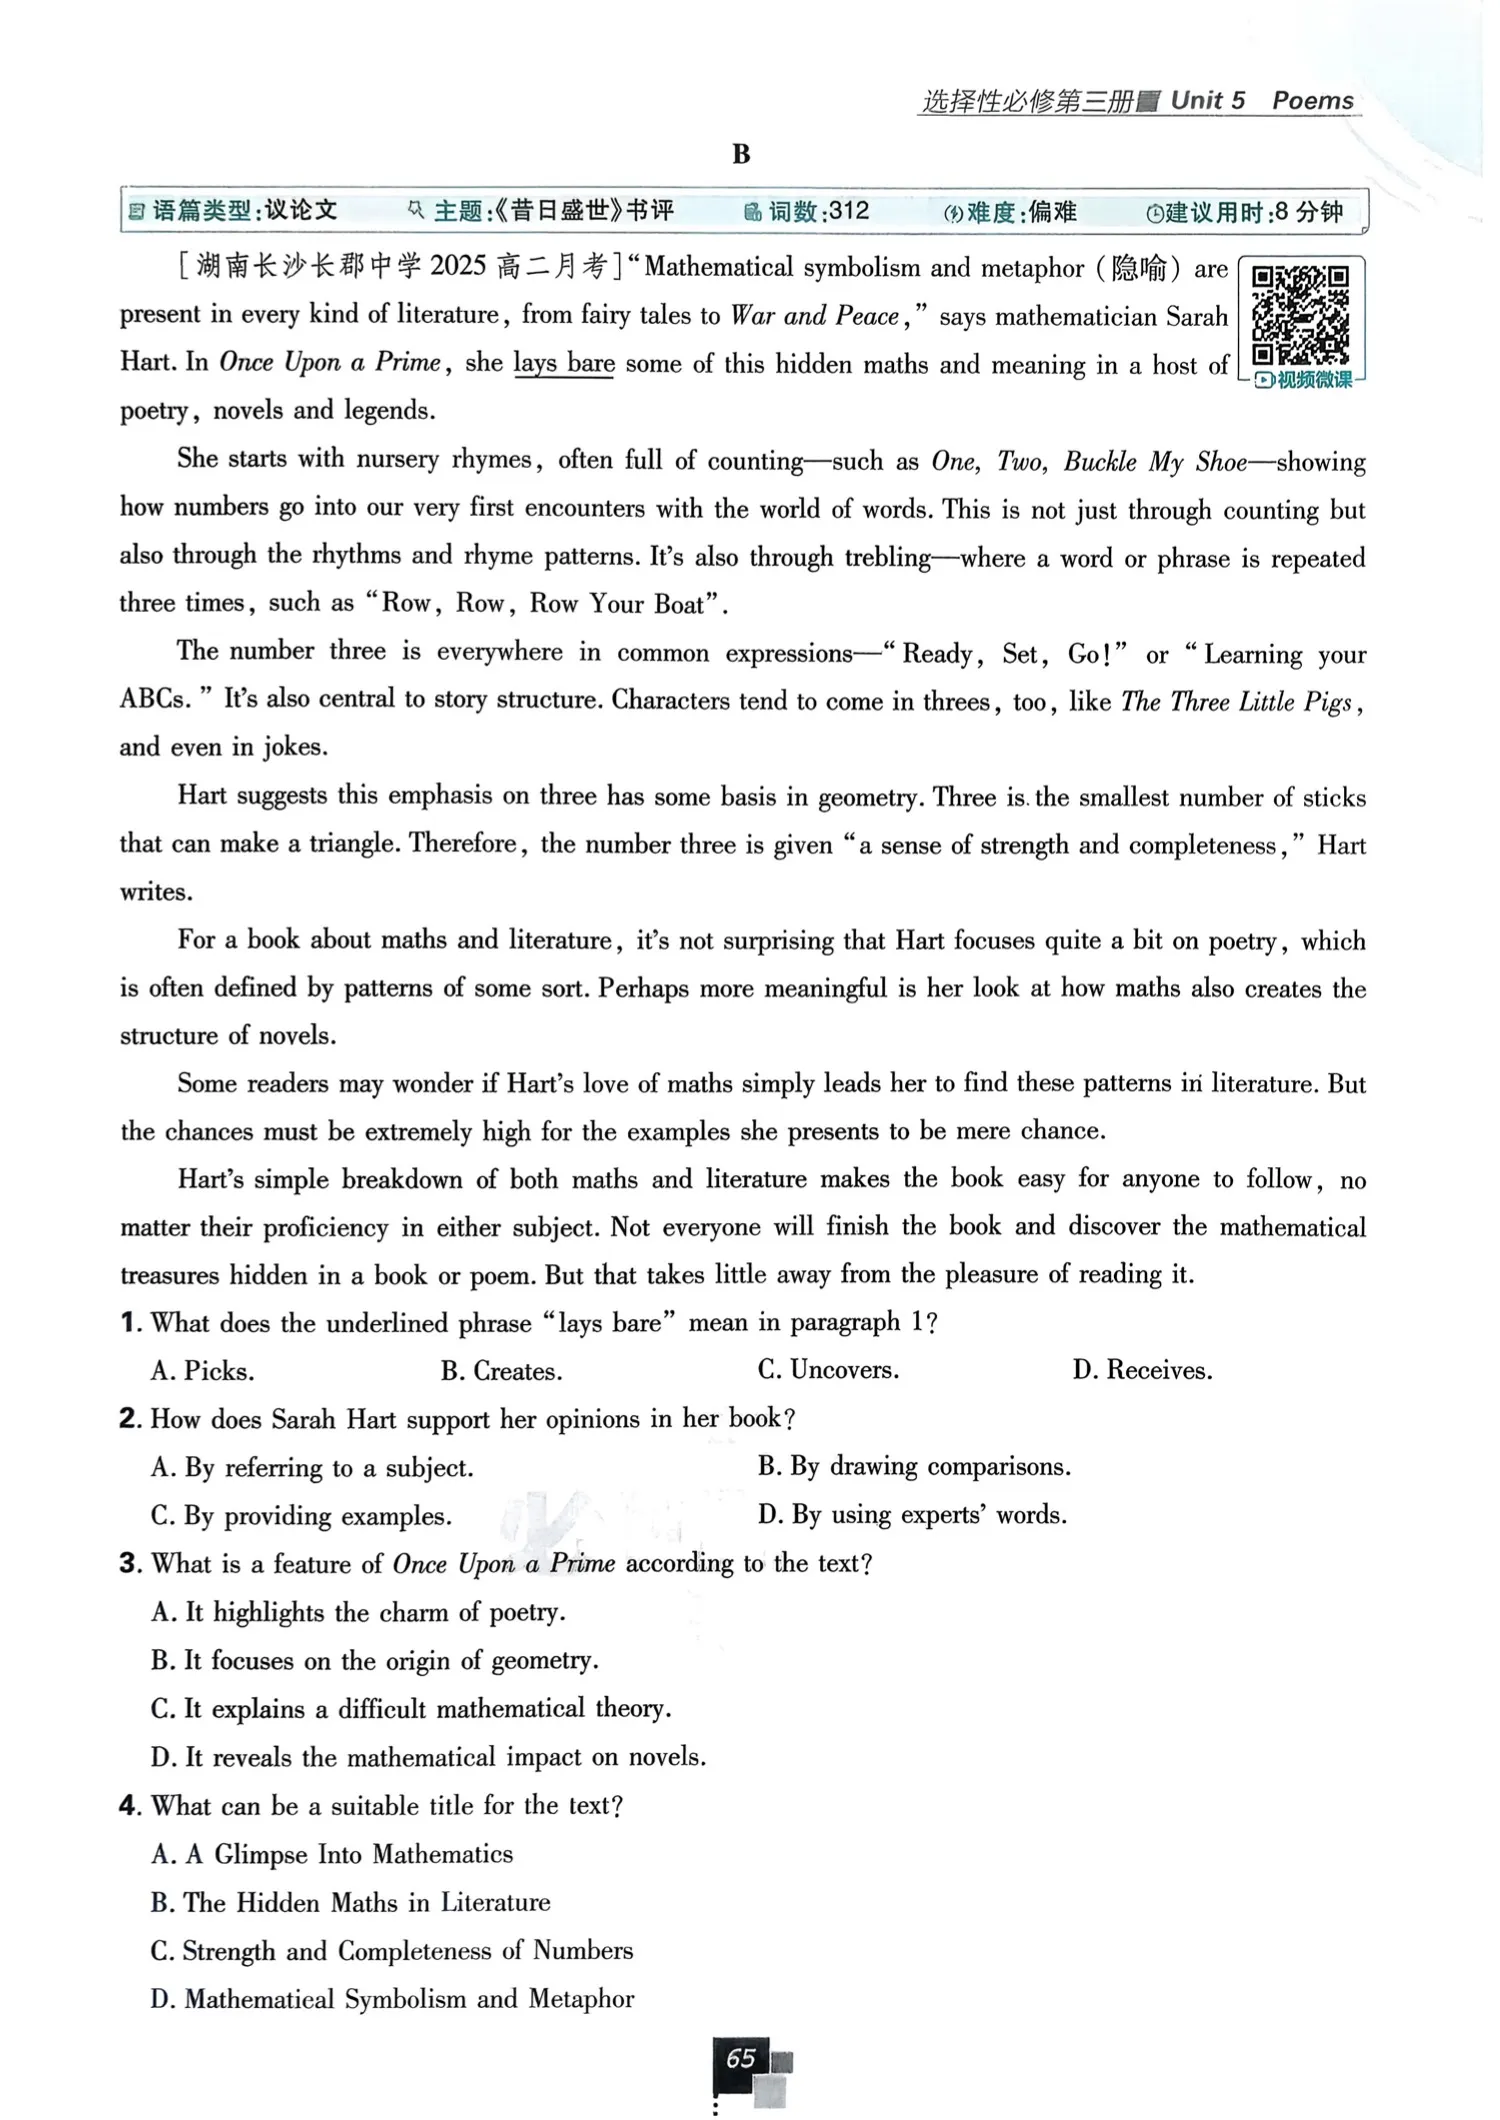 选择性必修第三册 Unit 5 Poems
B
语篇类型:议论文 主题:《昔日盛世》书评 词数:312 难度:偏难 建议用时:8 分钟
[湖南长沙长郡中学 2025 高二月考]“Mathematical symbolism and metaphor (隐喻) are
present in every kind of literature, from fairy tales to War and Peace,” says mathematician Sarah
Hart. In Once Upon a Prime, she lays bare some of this hidden maths and meaning in a host of
poetry, novels and legends.
视频微课
She starts with nursery rhymes, often full of counting—such as One, Two, Buckle My Shoe—showing
how numbers go into our very first encounters with the world of words. This is not just through counting but
also through the rhythms and rhyme patterns. It’s also through trebling—where a word or phrase is repeated
three times, such as “Row, Row, Row Your Boat”.
The number three is everywhere in common expressions—“Ready, Set, Go!” or “Learning your
ABCs.” It’s also central to story structure. Characters tend to come in threes, too, like The Three Little Pigs,
and even in jokes.
Hart suggests this emphasis on three has some basis in geometry. Three is the smallest number of sticks
that can make a triangle. Therefore, the number three is given “a sense of strength and completeness,” Hart
writes.
For a book about maths and literature, it’s not surprising that Hart focuses quite a bit on poetry, which
is often defined by patterns of some sort. Perhaps more meaningful is her look at how maths also creates the
structure of novels.
Some readers may wonder if Hart’s love of maths simply leads her to find these patterns in literature. But
the chances must be extremely high for the examples she presents to be mere chance.
Hart’s simple breakdown of both maths and literature makes the book easy for anyone to follow, no
matter their proficiency in either subject. Not everyone will finish the book and discover the mathematical
treasures hidden in a book or poem. But that takes little away from the pleasure of reading it.
1. What does the underlined phrase “lays bare” mean in paragraph 1?
A. Picks. B. Creates. C. Uncovers. D. Receives.
2. How does Sarah Hart support her opinions in her book?
A. By referring to a subject. B. By drawing comparisons.
C. By providing examples. D. By using experts’ words.
3. What is a feature of Once Upon a Prime according to the text?
A. It highlights the charm of poetry.
B. It focuses on the origin of geometry.
C. It explains a difficult mathematical theory.
D. It reveals the mathematical impact on novels.
4. What can be a suitable title for the text?
A. A Glimpse Into Mathematics
B. The Hidden Maths in Literature
C. Strength and Completeness of Numbers
D. Mathematical Symbolism and Metaphor
65